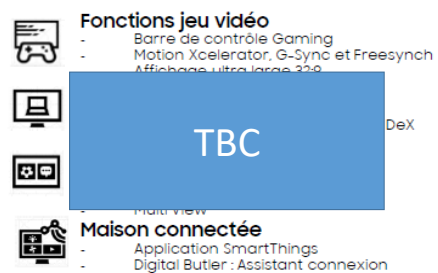 Fonctions jeu vidéo
- Barre de contrôle Gaming
- Motion Xcelerator, G-Sync et Freesynch
Affichage ultra large 32:9
DeX
TBC
- Multi View
Maison connectée
- Application SmartThings
- Digital Butler : Assistant connexion